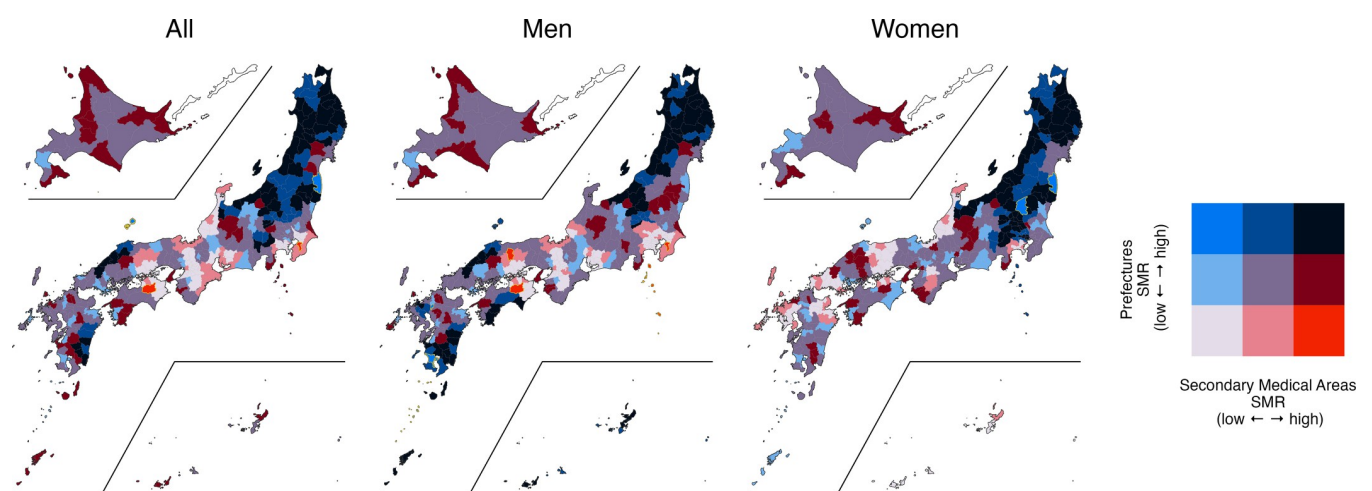 All
Men
Women
Prefectures
SMR
(low ← → high)
Secondary Medical Areas
SMR
(low ← → high)